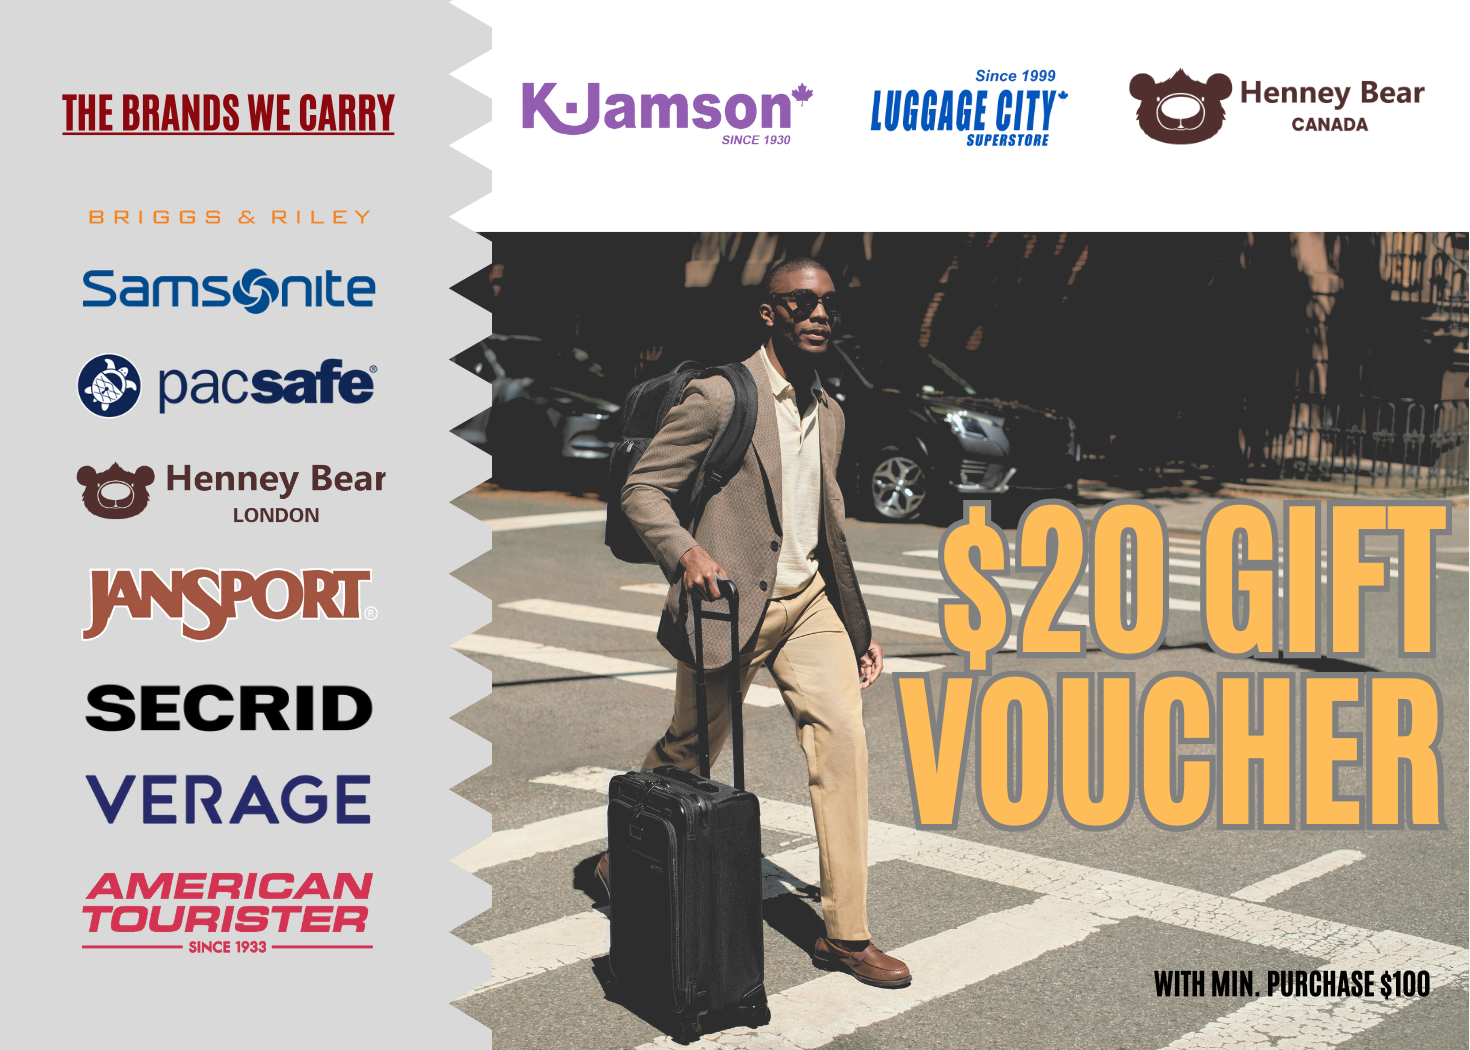 THE BRANDS WE CARRY
BRIGGS & RILEY
Samsonite
pacsafe®
Henney Bear
LONDON
JANSPORT®
SECRID
VERAGE
AMERICAN
TOURISTER
SINCE 1933
K·Jamson
SINCE 1930
Since 1999
LUGGAGE CITY
SUPERSTORE
Henney Bear
CANADA
$20 GIFT
VOUCHER
WITH MIN. PURCHASE $100